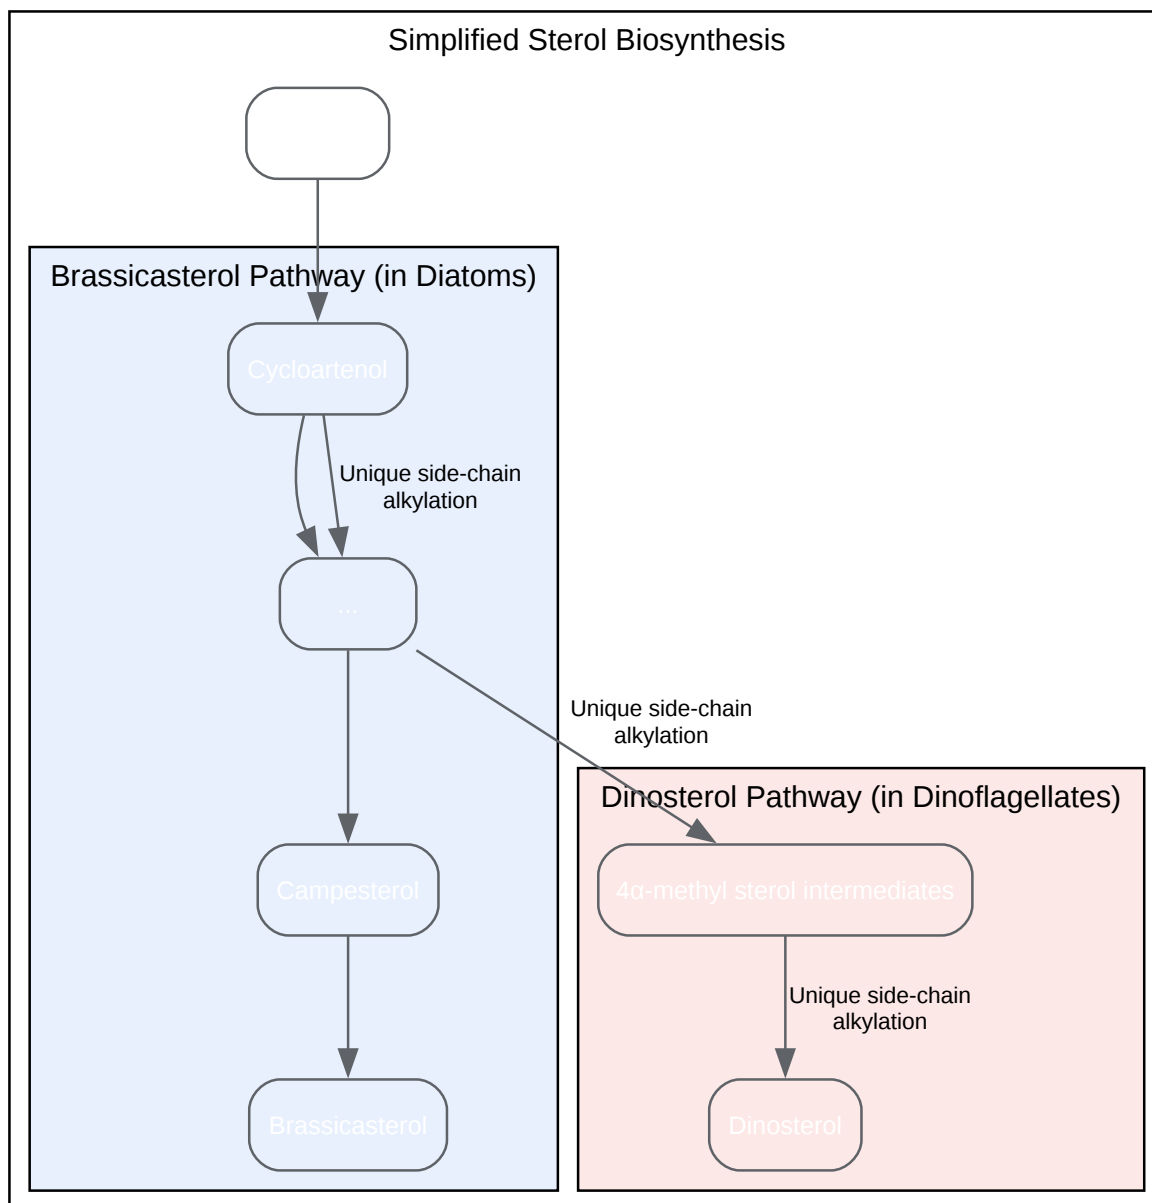 Simplified Sterol Biosynthesis
Brassicasterol Pathway (in Diatoms)
Cycloartenol
Unique side-chain
alkylation
...
Unique side-chain
alkylation
Dinosterol Pathway (in Dinoflagellates)
Campesterol
4α-methyl sterol intermediates
Unique side-chain
alkylation
Brassicasterol
Dinosterol